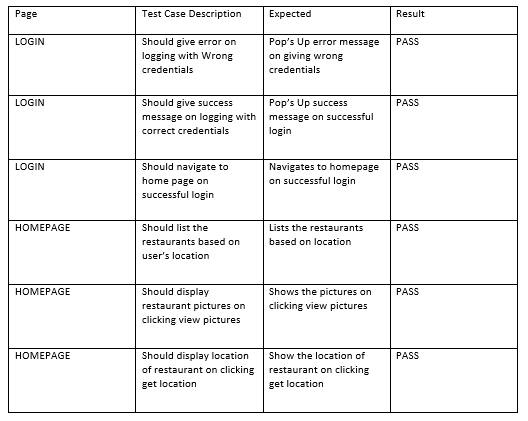 Page Test Case Description Expected Result
LOGIN Should give error on Pop's Up error message PASS
logging with Wrong on giving wrong
credentials credentials
LOGIN Should give success Pop's Up success PASS
message on logging with message on successful
correct credentials login
LOGIN Should navigate to Navigates to homepage PASS
home page on on successful login
successful login
HOMEPAGE Should list the Lists the restaurants PASS
restaurants based on based on location
user's location
HOMEPAGE Should display Shows the pictures on PASS
restaurant pictures on clicking view pictures
clicking view pictures
HOMEPAGE Should display location Show the location of PASS
of restaurant on clicking restaurant on clicking
get location get location